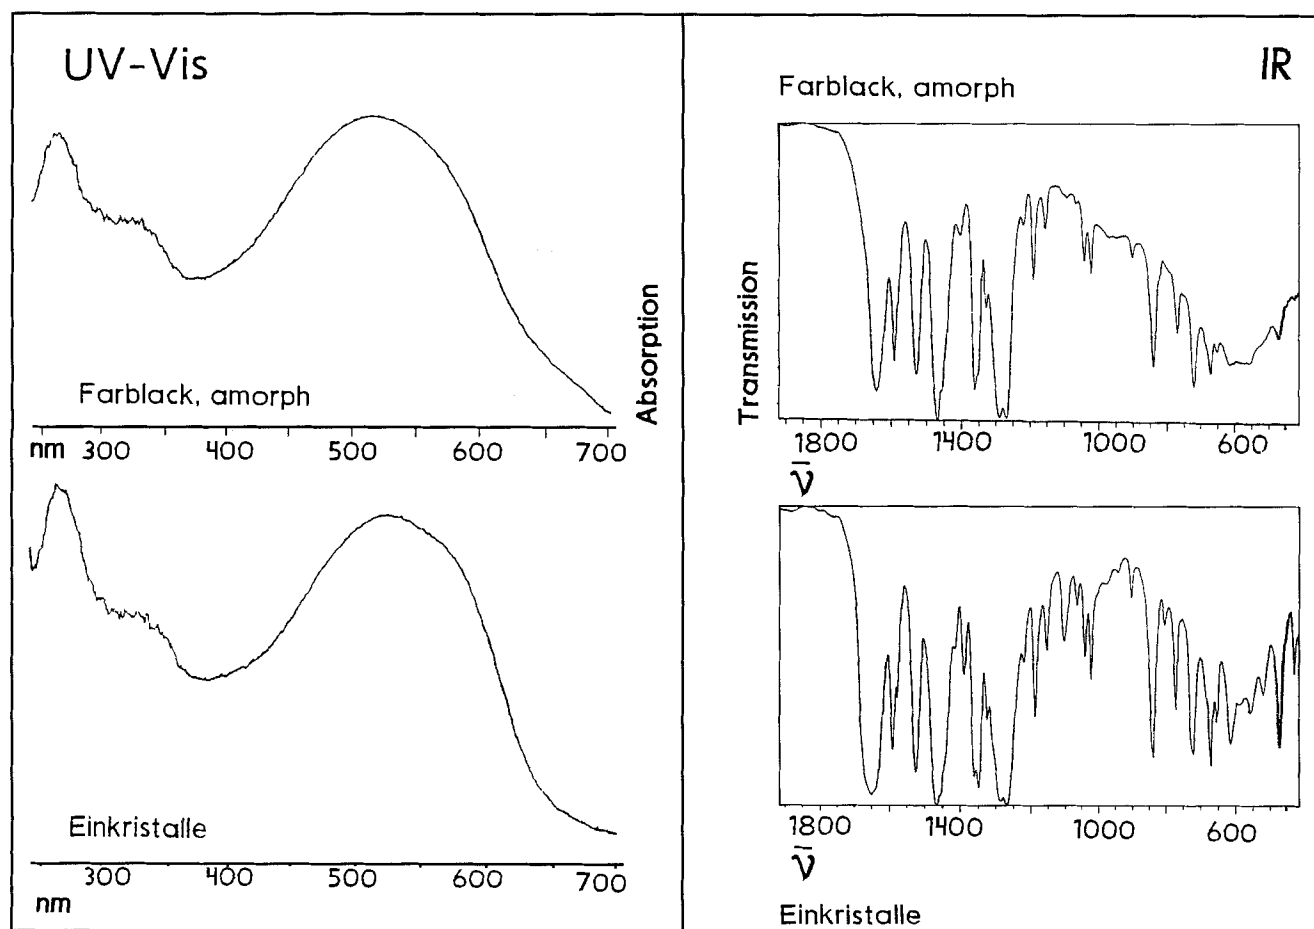 UV-Vis
Farblack, amorph
nm 300 400 500 600 700
Absorption
Einkristalle
300 400 500 600 700
nm
IR
Farblack, amorph
Transmission
1800 1400 1000 600
ν̄
1800 1400 1000 600
ν̄
Einkristalle